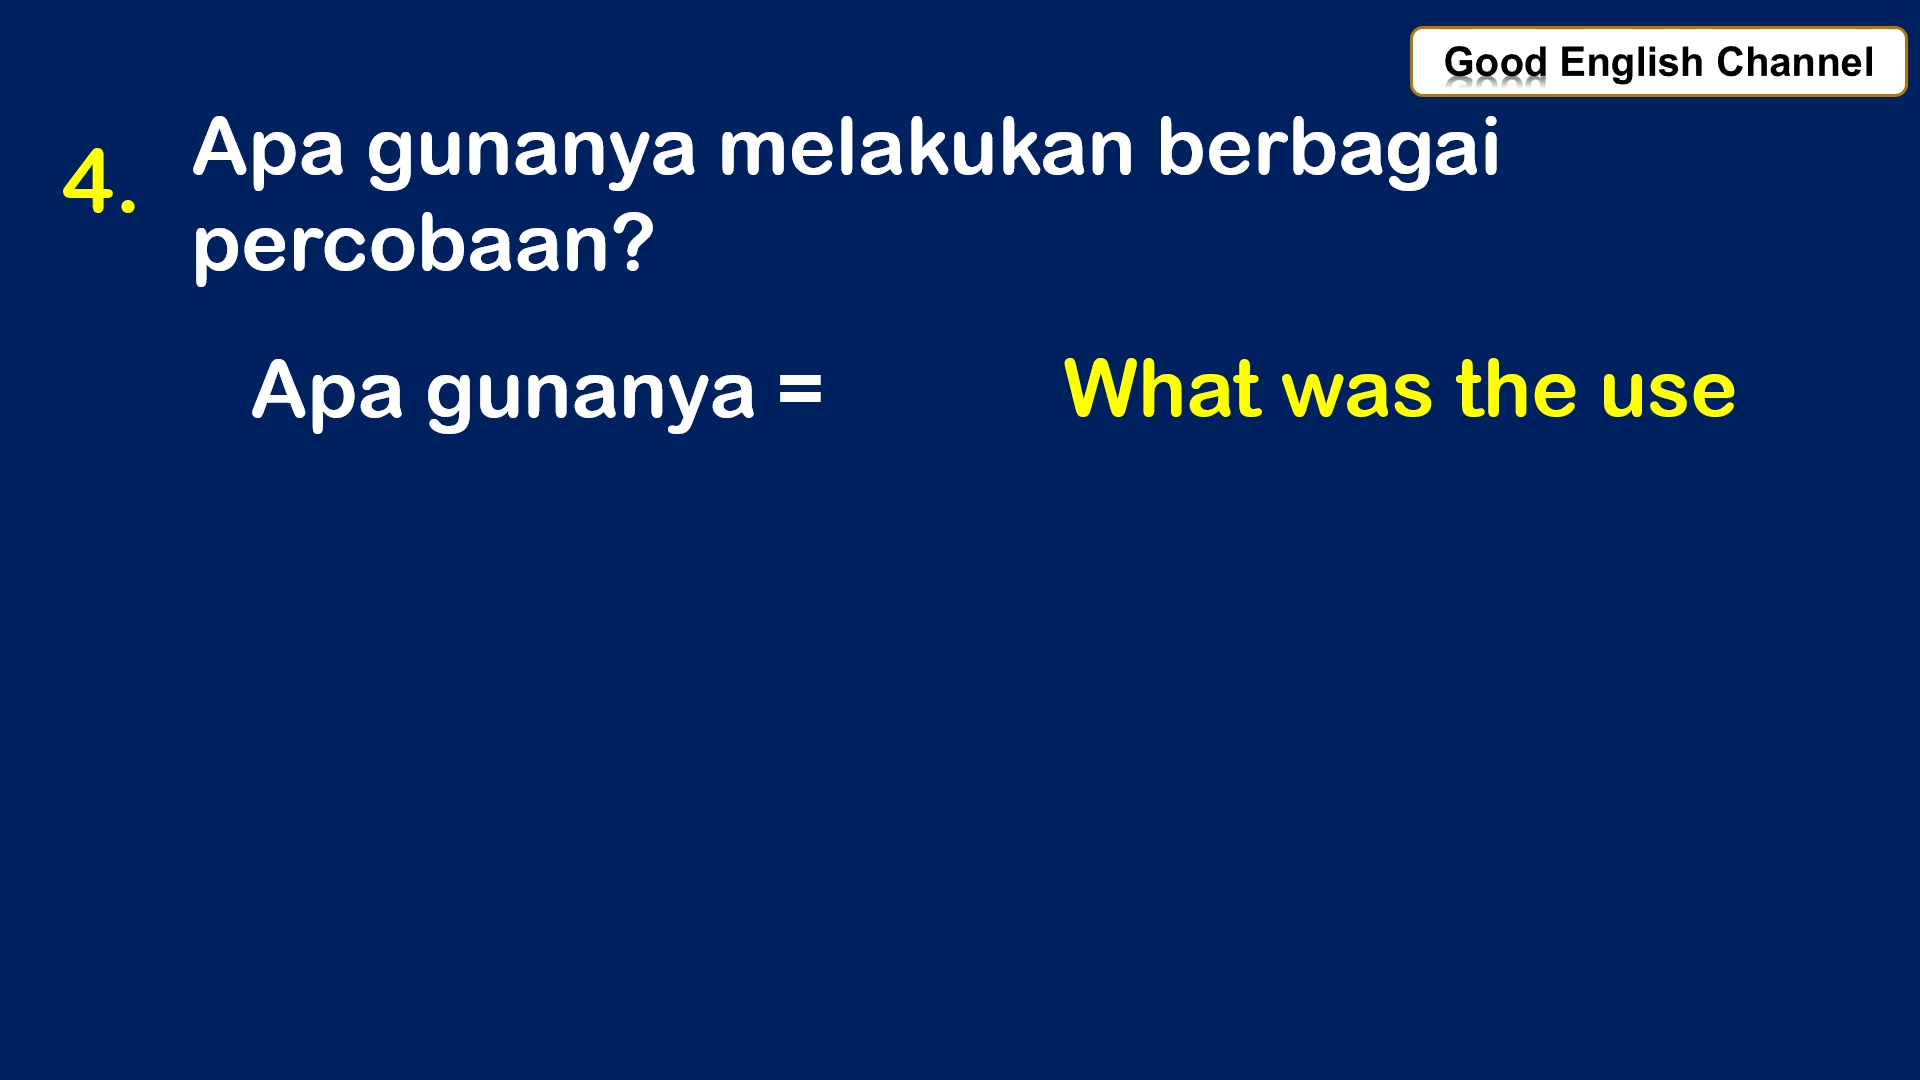 Good English Channel
4. Apa gunanya melakukan berbagai
percobaan?
Apa gunanya = What was the use